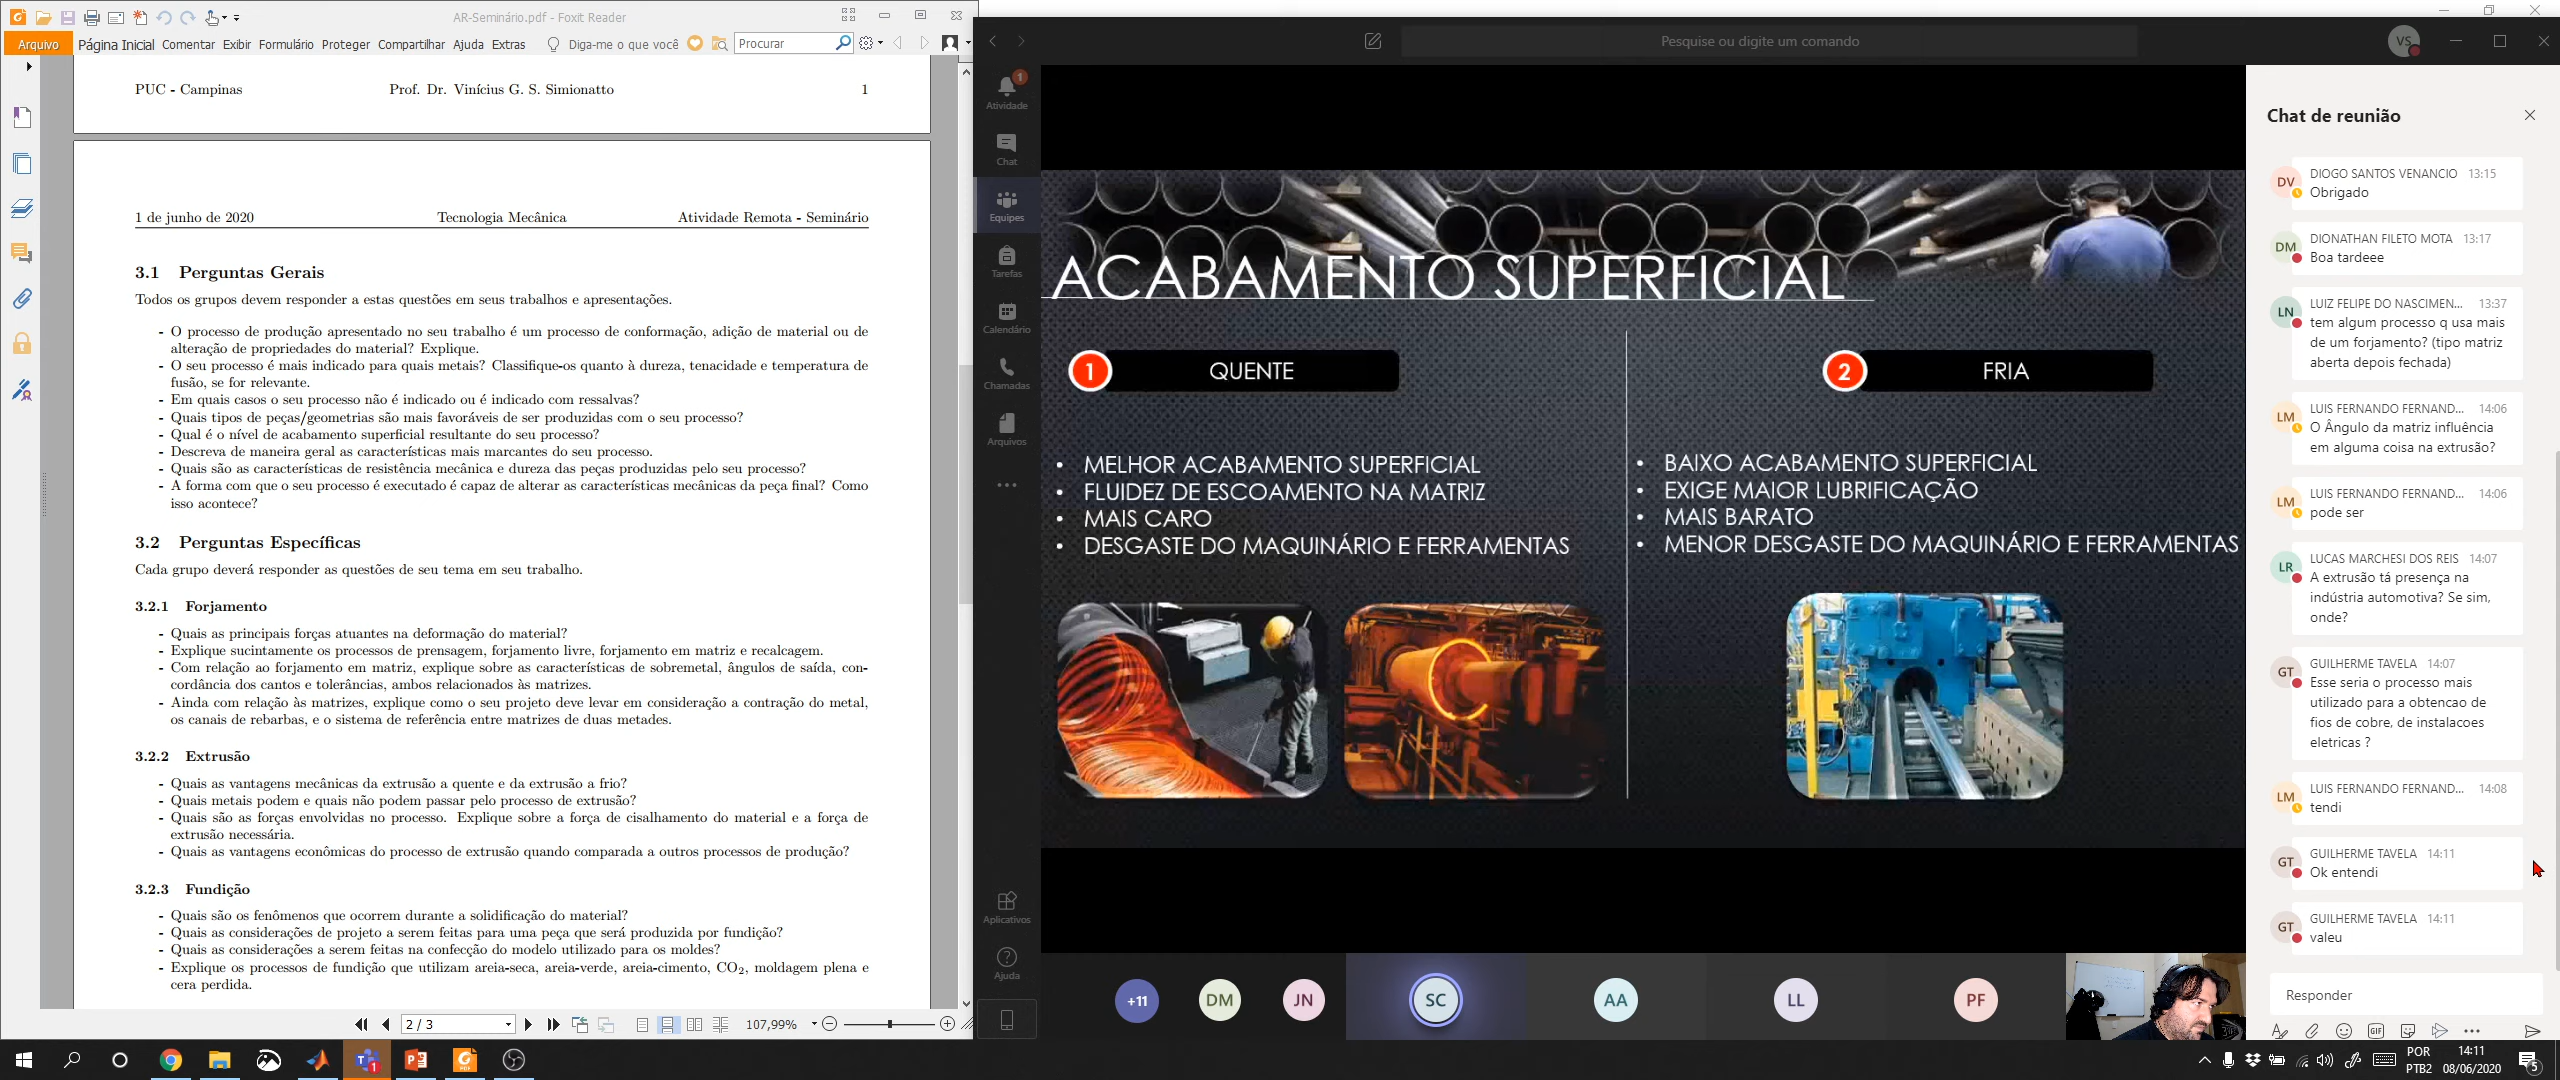 AR-Seminário.pdf - Foxit Reader
Arquivo Página Inicial Comentar Exibir Formulário Proteger Compartilhar Ajuda Extras Diga-me o que você Procurar
PUC - Campinas Prof. Dr. Vinícius G. S. Simionatto 1
1 de junho de 2020 Tecnologia Mecânica Atividade Remota - Seminário
3.1 Perguntas Gerais
Todos os grupos devem responder a estas questões em seus trabalhos e apresentações.
- O processo de produção apresentado no seu trabalho é um processo de conformação, adição de material ou de
alteração de propriedades do material? Explique.
- O seu processo é mais indicado para quais metais? Classifique-os quanto à dureza, tenacidade e temperatura de
fusão, se for relevante.
- Em quais casos o seu processo não é indicado ou é indicado com ressalvas?
- Quais tipos de peças/geometrias são mais favoráveis de ser produzidas com o seu processo?
- Qual é o nível de acabamento superficial resultante do seu processo?
- Descreva de maneira geral as características mais marcantes do seu processo.
- Quais são as características de resistência mecânica e dureza das peças produzidas pelo seu processo?
- A forma com que o seu processo é executado é capaz de alterar as características mecânicas da peça final? Como
isso acontece?
3.2 Perguntas Específicas
Cada grupo deverá responder as questões de seu tema em seu trabalho.
3.2.1 Forjamento
- Quais as principais forças atuantes na deformação do material?
- Explique sucintamente os processos de prensagem, forjamento livre, forjamento em matriz e recalcagem.
- Com relação ao forjamento em matriz, explique sobre as características de sobremetal, ângulos de saída, con-
cordância dos cantos e tolerâncias, ambos relacionados às matrizes.
- Ainda com relação às matrizes, explique como o seu projeto deve levar em consideração a contração do metal,
os canais de rebarbas, e o sistema de referência entre matrizes de duas metades.
3.2.2 Extrusão
- Quais as vantagens mecânicas da extrusão a quente e da extrusão a frio?
- Quais metais podem e quais não podem passar pelo processo de extrusão?
- Quais são as forças envolvidas no processo. Explique sobre a força de cisalhamento do material e a força de
extrusão necessária.
- Quais as vantagens econômicas do processo de extrusão quando comparada a outros processos de produção?
3.2.3 Fundição
- Quais são os fenômenos que ocorrem durante a solidificação do material?
- Quais as considerações de projeto a serem feitas para uma peça que será produzida por fundição?
- Quais as considerações a serem feitas na confecção do modelo utilizado para os moldes?
- Explique os processos de fundição que utilizam areia-seca, areia-verde, areia-cimento, CO₂, moldagem plena e
cera perdida.
2 / 3 107,99%
Pesquise ou digite um comando
VS
1
Atividade
Chat
Equipes
Tarefas
Calendário
Chamadas
Arquivos
Aplicativos
Ajuda
ACABAMENTO SUPERFICIAL
1 QUENTE
• MELHOR ACABAMENTO SUPERFICIAL
• FLUIDEZ DE ESCOAMENTO NA MATRIZ
• MAIS CARO
• DESGASTE DO MAQUINÁRIO E FERRAMENTAS
2 FRIA
• BAIXO ACABAMENTO SUPERFICIAL
• EXIGE MAIOR LUBRIFICAÇÃO
• MAIS BARATO
• MENOR DESGASTE DO MAQUINÁRIO E FERRAMENTAS
+11 DM JN SC AA LL PF
Chat de reunião
DV DIOGO SANTOS VENANCIO 13:15
Obrigado
DM DIONATHAN FILETO MOTA 13:17
Boa tardeee
LN LUIZ FELIPE DO NASCIMEN... 13:37
tem algum processo q usa mais
de um forjamento? (tipo matriz
aberta depois fechada)
LM LUIS FERNANDO FERNAND... 14:06
O Ângulo da matriz influência
em alguma coisa na extrusão?
LM LUIS FERNANDO FERNAND... 14:06
pode ser
LR LUCAS MARCHESI DOS REIS 14:07
A extrusão tá presença na
indústria automotiva? Se sim,
onde?
GT GUILHERME TAVELA 14:07
Esse seria o processo mais
utilizado para a obtencao de
fios de cobre, de instalacoes
eletricas ?
LM LUIS FERNANDO FERNAND... 14:08
tendi
GT GUILHERME TAVELA 14:11
Ok entendi
GT GUILHERME TAVELA 14:11
valeu
Responder
GIF
POR
PTB2
14:11
08/06/2020
5